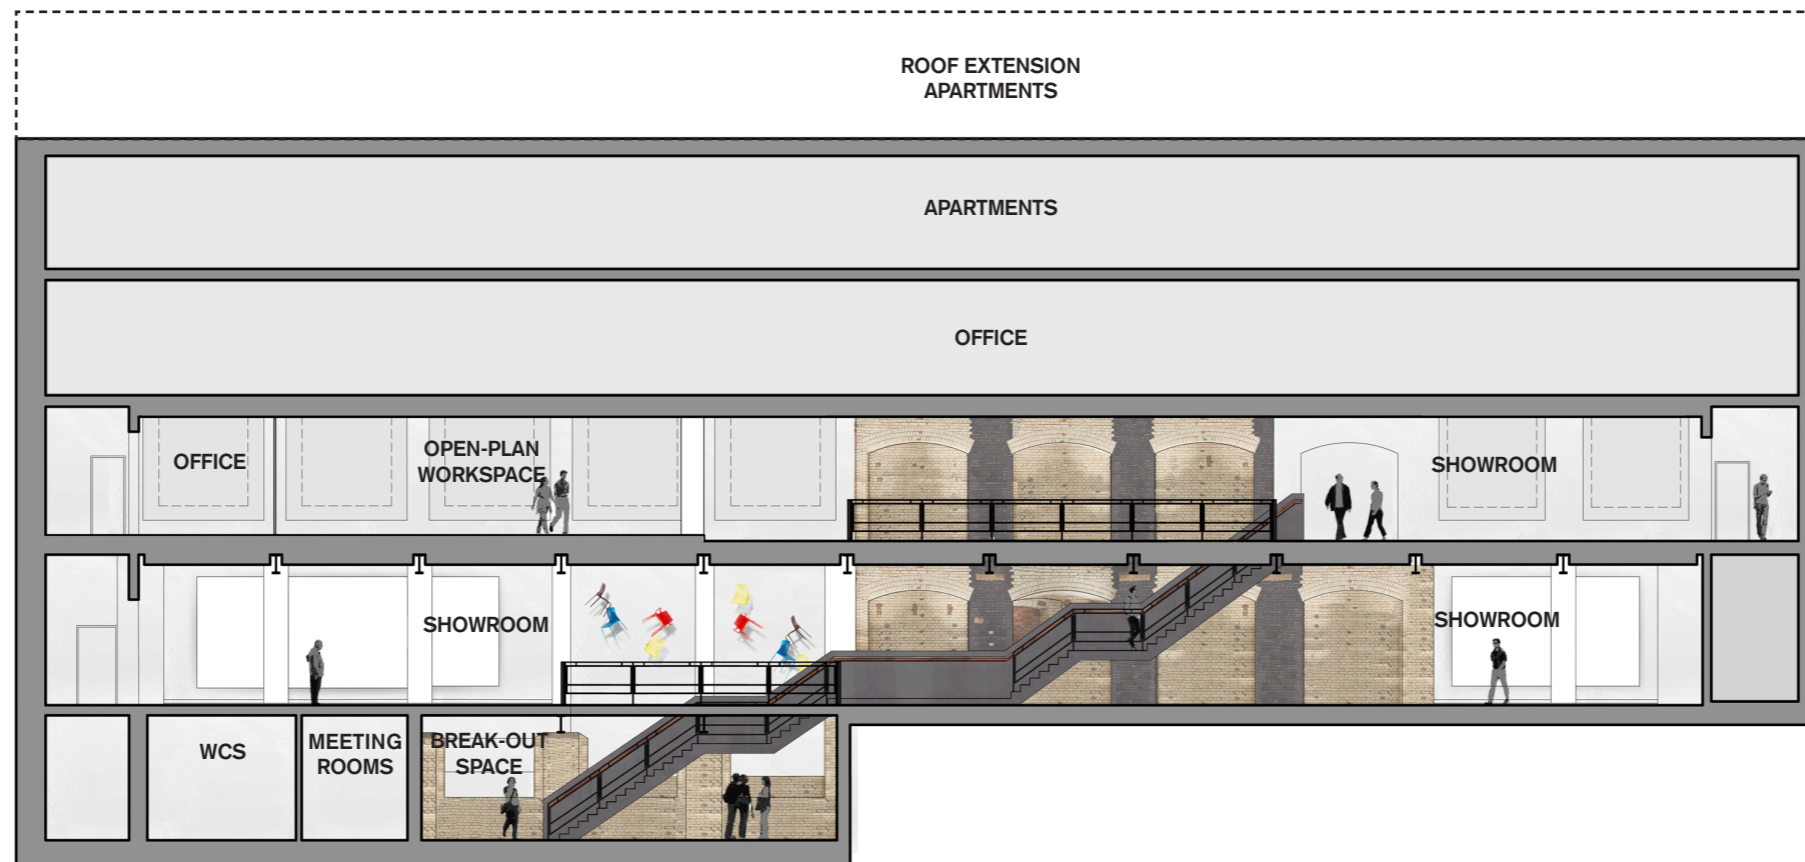 ROOF EXTENSION
APARTMENTS
APARTMENTS
OFFICE
OFFICE
OPEN-PLAN
WORKSPACE
SHOWROOM
SHOWROOM
SHOWROOM
WCS
MEETING
ROOMS
BREAK-OUT
SPACE